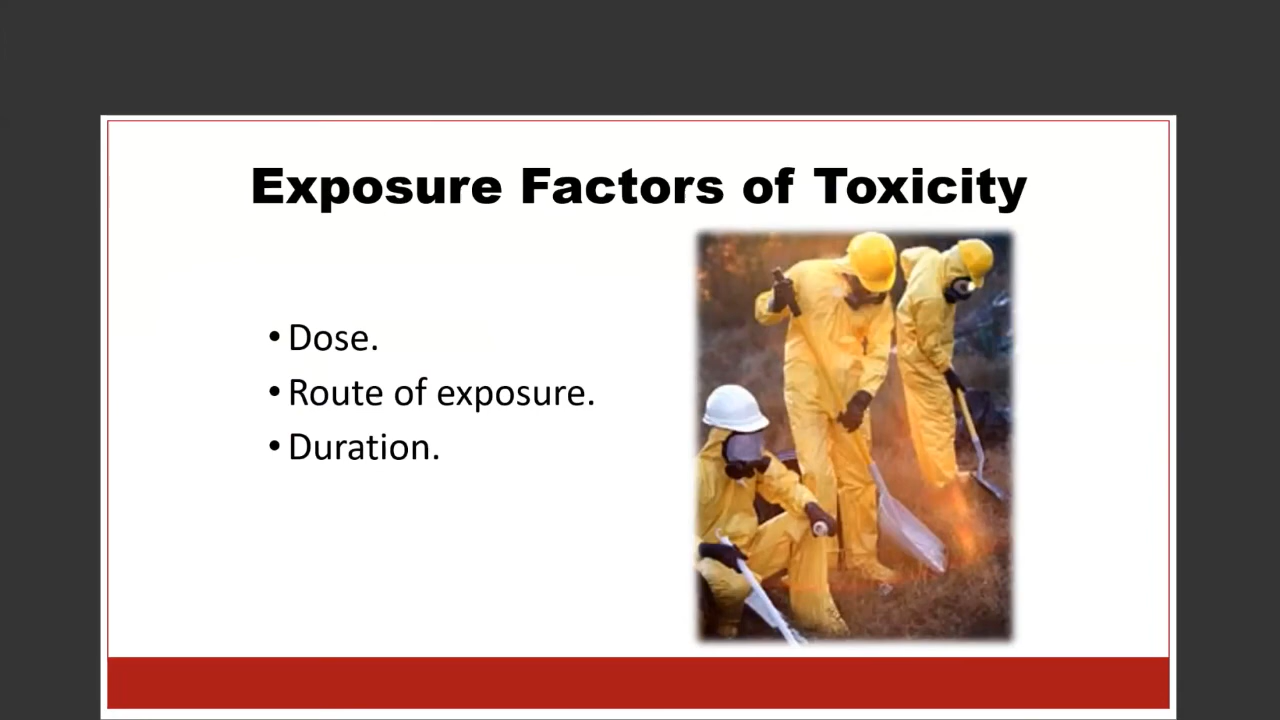 Exposure Factors of Toxicity
• Dose.
• Route of exposure.
• Duration.